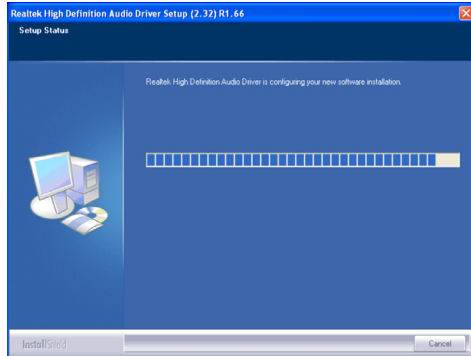 Realtek High Definition Audio Driver Setup (2.32) R1.66
Setup Status
Realtek High Definition Audio Driver is configuring your new software installation.
InstallShield
Cancel